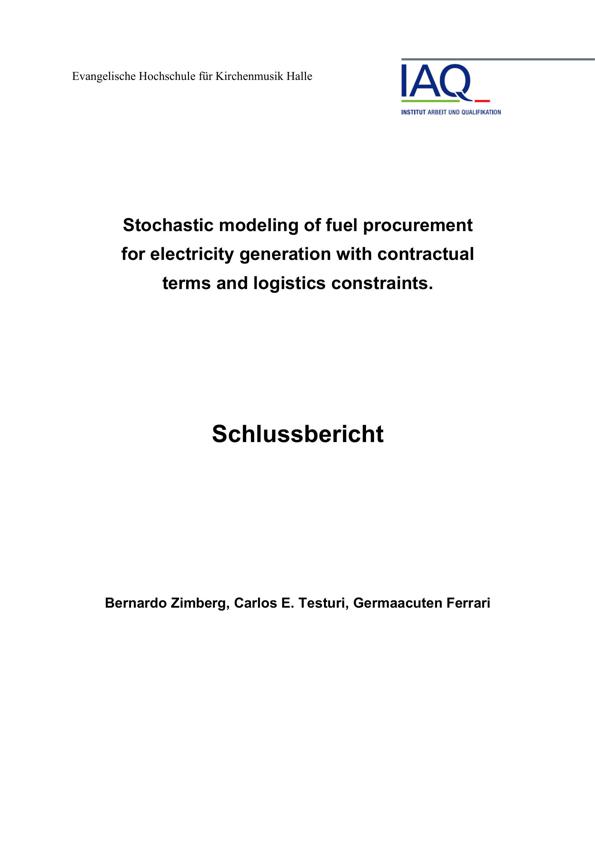 Evangelische Hochschule für Kirchenmusik Halle
IAQ
INSTITUT ARBEIT UND QUALIFIKATION
Stochastic modeling of fuel procurement
for electricity generation with contractual
terms and logistics constraints.
Schlussbericht
Bernardo Zimberg, Carlos E. Testuri, Germaacuten Ferrari